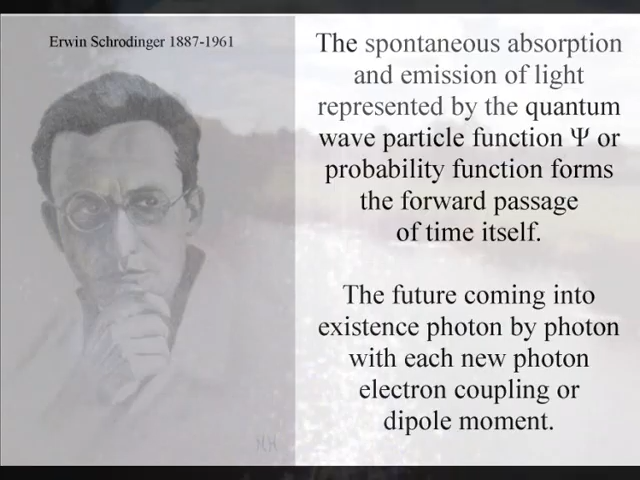 Erwin Schrodinger 1887-1961
The spontaneous absorption
and emission of light
represented by the quantum
wave particle function Ψ or
probability function forms
the forward passage
of time itself.
The future coming into
existence photon by photon
with each new photon
electron coupling or
dipole moment.